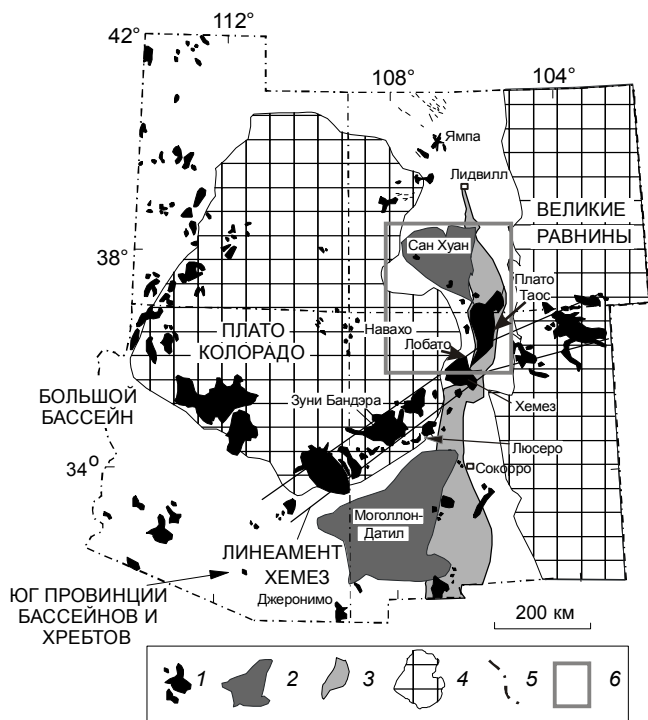 112°
42°
108°
104°
Ямпа
Лидвилл
ВЕЛИКИЕ
РАВНИНЫ
Сан Хуан
38°
Плато
Таос
Навахо
ПЛАТО
КОЛОРАДО
Лобато
БОЛЬШОЙ
БАССЕЙН
Зуни Бандэра
Хемез
Люсеро
34°
Сокорро
Моголлон-
Датил
ЛИНЕАМЕНТ
ХЕМЕЗ
ЮГ ПРОВИНЦИИ
БАССЕЙНОВ И
ХРЕБТОВ
Джеронимо
200 км
1 2 3 4 5 6